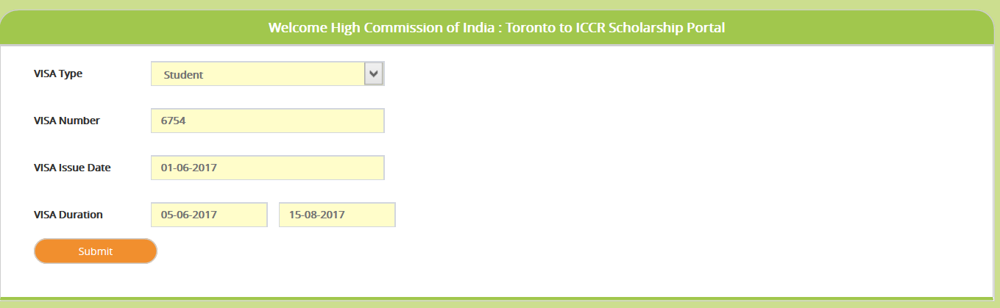 Welcome High Commission of India : Toronto to ICCR Scholarship Portal
VISA Type Student
VISA Number 6754
VISA Issue Date 01-06-2017
VISA Duration 05-06-2017 15-08-2017
Submit